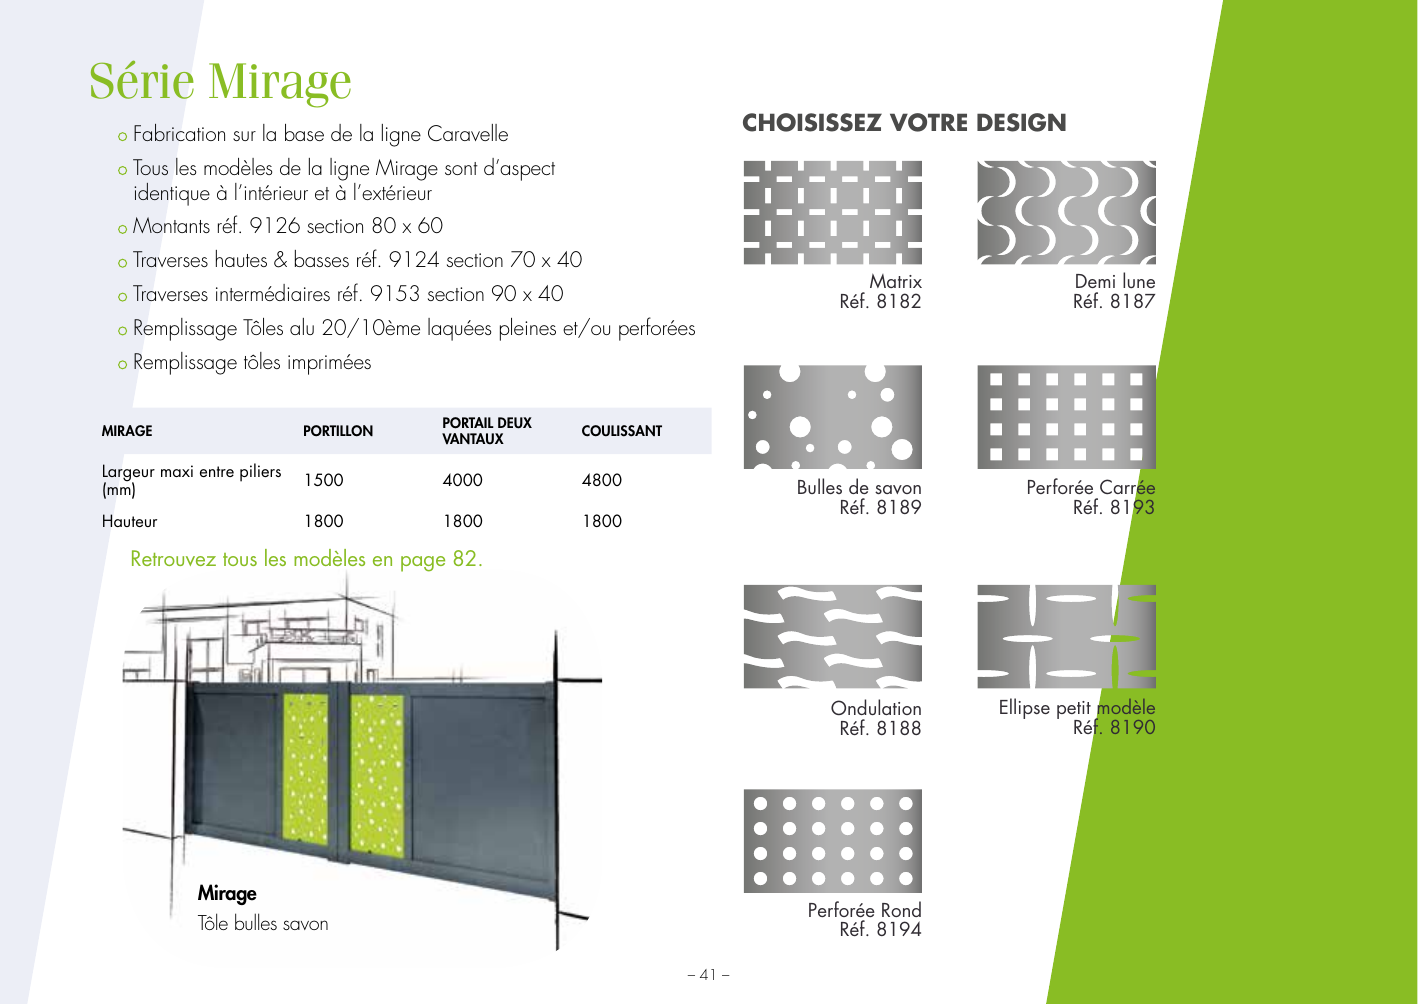 Série Mirage
Fabrication sur la base de la ligne Caravelle
Tous les modèles de la ligne Mirage sont d’aspect
identique à l’intérieur et à l’extérieur
Montants réf. 9126 section 80 x 60
Traverses hautes & basses réf. 9124 section 70 x 40
Traverses intermédiaires réf. 9153 section 90 x 40
Remplissage Tôles alu 20/10ème laquées pleines et/ou perforées
Remplissage tôles imprimées
MIRAGE PORTILLON PORTAIL DEUX VANTAUX COULISSANT
Largeur maxi entre piliers (mm) 1500 4000 4800
Hauteur 1800 1800 1800
Retrouvez tous les modèles en page 82.
Mirage
Tôle bulles savon
CHOISISSEZ VOTRE DESIGN
Matrix
Réf. 8182
Demi lune
Réf. 8187
Bulles de savon
Réf. 8189
Perforée Carrée
Réf. 8193
Ondulation
Réf. 8188
Ellipse petit modèle
Réf. 8190
Perforée Rond
Réf. 8194
– 41 –